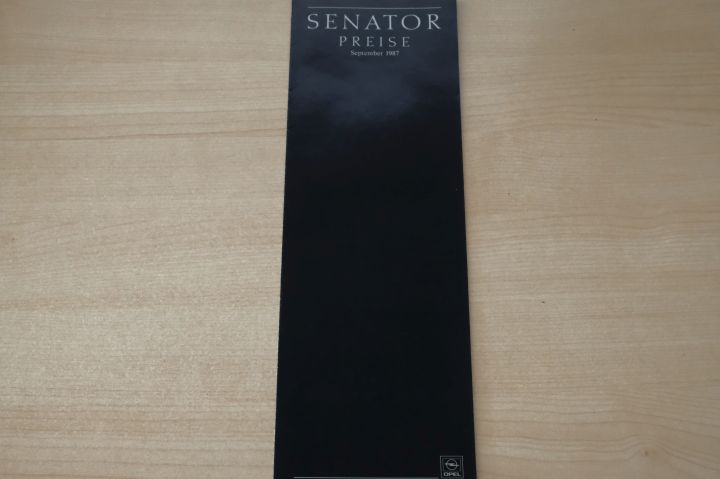 SENATOR
PREISE
September 1987
OPEL